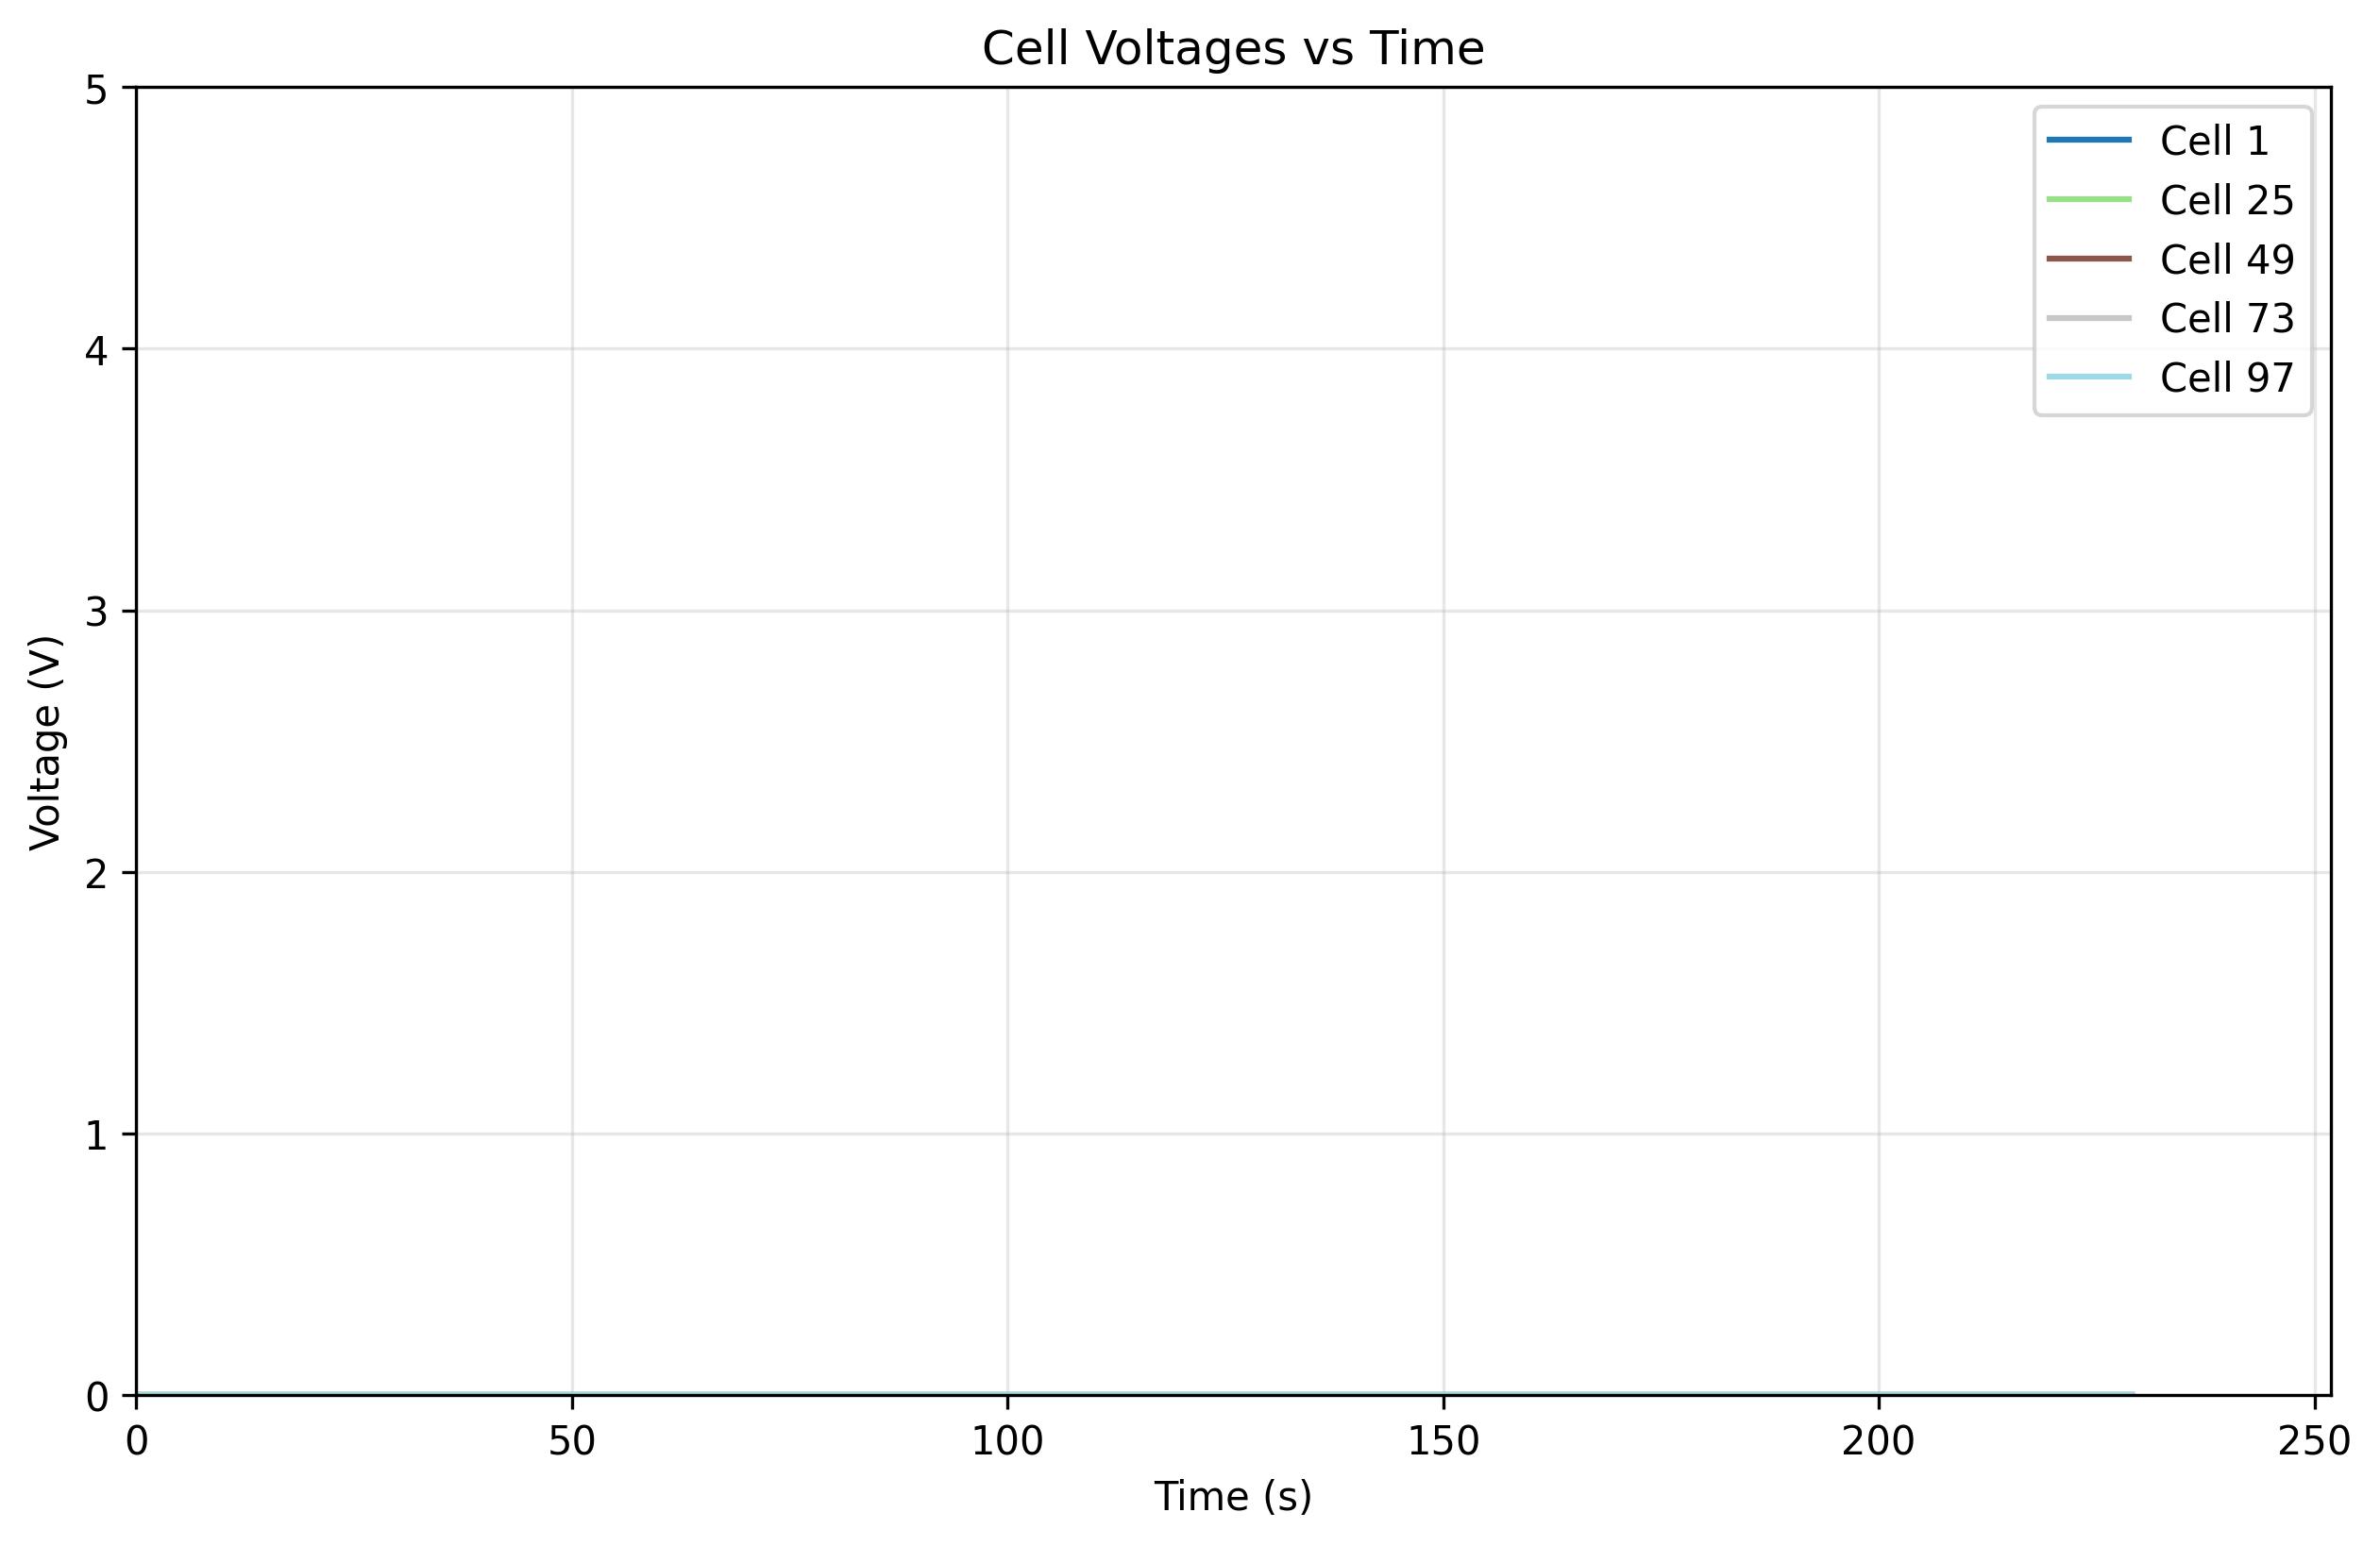 Cell Voltages vs Time
5
4
3
2
1
0
Voltage (V)
Cell 1
Cell 25
Cell 49
Cell 73
Cell 97
0 50 100 150 200 250
Time (s)